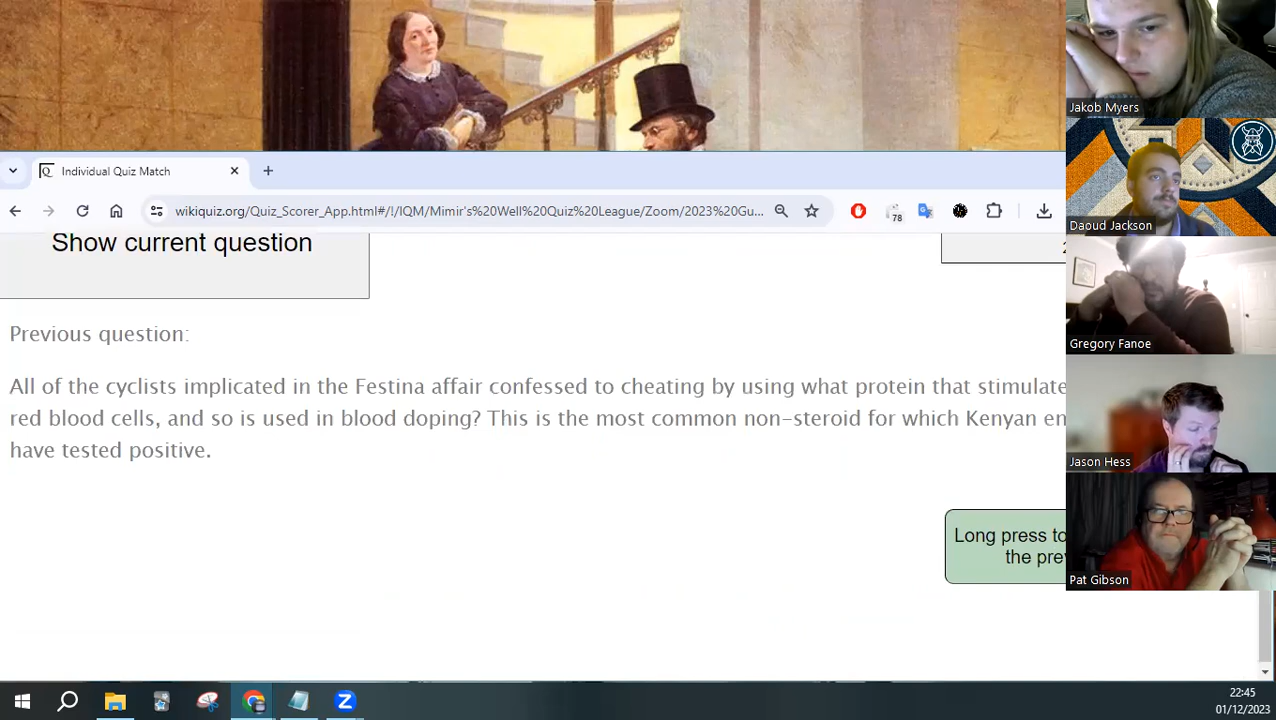 Jakob Myers
Individual Quiz Match
wikiquiz.org/Quiz_Scorer_App.html#/!/IQM/Mimir's%20Well%20Quiz%20League/Zoom/2023%20Gu...
78
Daoud Jackson
Show current question
Previous question:
Gregory Fanoe
All of the cyclists implicated in the Festina affair confessed to cheating by using what protein that stimulate
red blood cells, and so is used in blood doping? This is the most common non-steroid for which Kenyan en
have tested positive.
Jason Hess
Long press to
the prev
Pat Gibson
22:45
01/12/2023